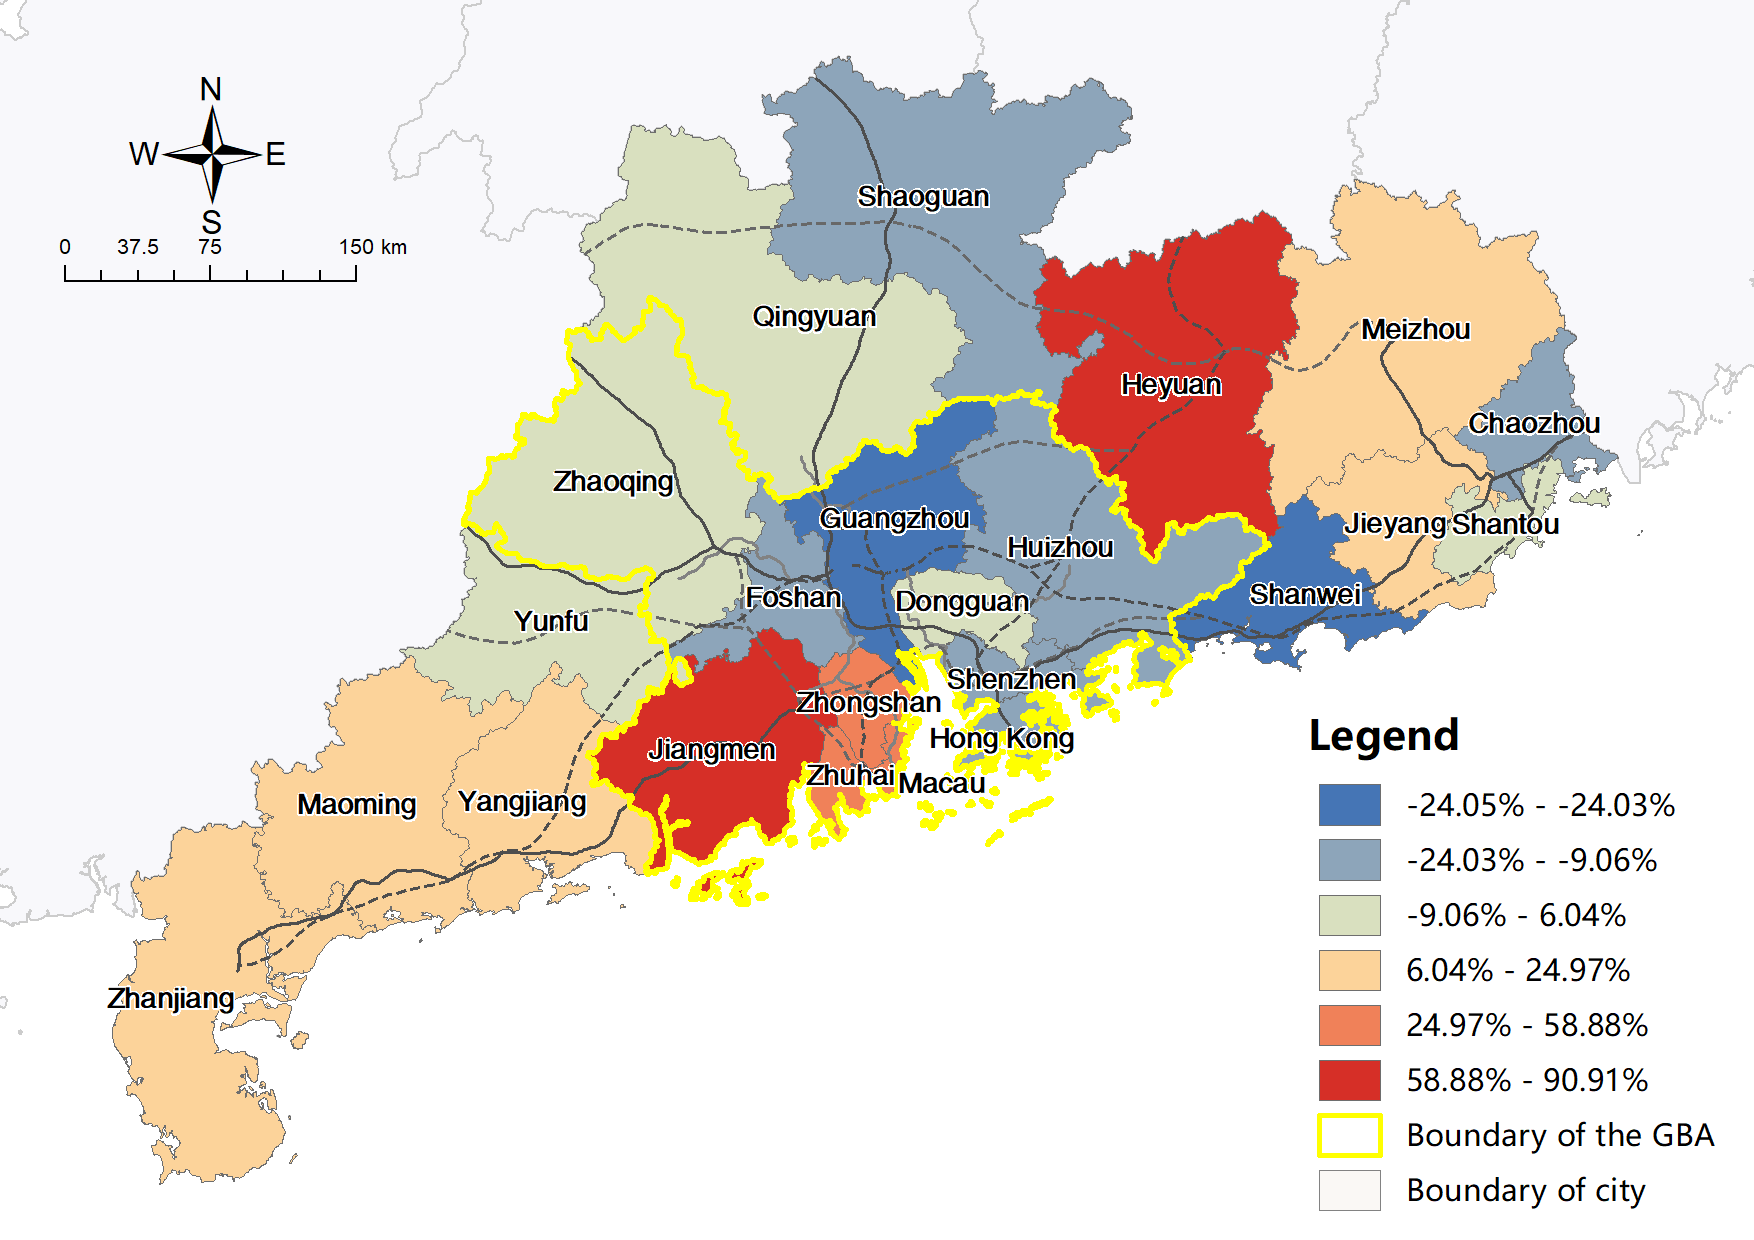 N
W E
S
0 37.5 75 150 km
Shaoguan
Qingyuan
Meizhou
Heyuan
Chaozhou
Zhaoqing
Guangzhou
Jieyang Shantou
Huizhou
Foshan
Dongguan
Shanwei
Yunfu
Shenzhen
Zhongshan
Hong Kong
Jiangmen
Zhuhai
Macau
Maoming
Yangjiang
Zhanjiang
Legend
-24.05% - -24.03%
-24.03% - -9.06%
-9.06% - 6.04%
6.04% - 24.97%
24.97% - 58.88%
58.88% - 90.91%
Boundary of the GBA
Boundary of city